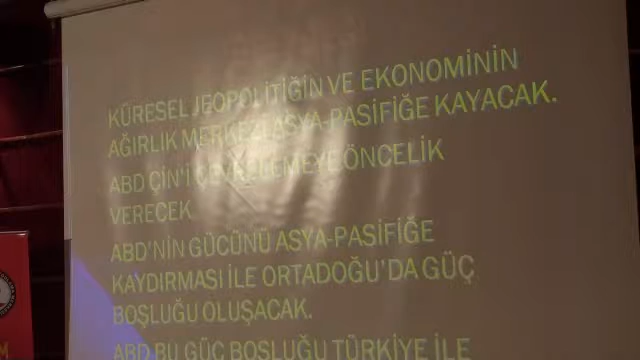 KÜRESEL JEOPOLİTİĞİN VE EKONOMİNİN
AĞIRLIK MERKEZİ ASYA-PASİFİĞE KAYACAK.
ABD ÇİN'İ ÇEVRELEMEYE ÖNCELİK
VERECEK
ABD'NİN GÜCÜNÜ ASYA-PASİFİĞE
KAYDIRMASI İLE ORTADOĞU'DA GÜÇ
BOŞLUĞU OLUŞACAK.
ABD BU GÜÇ BOŞLUĞU TÜRKİYE İLE